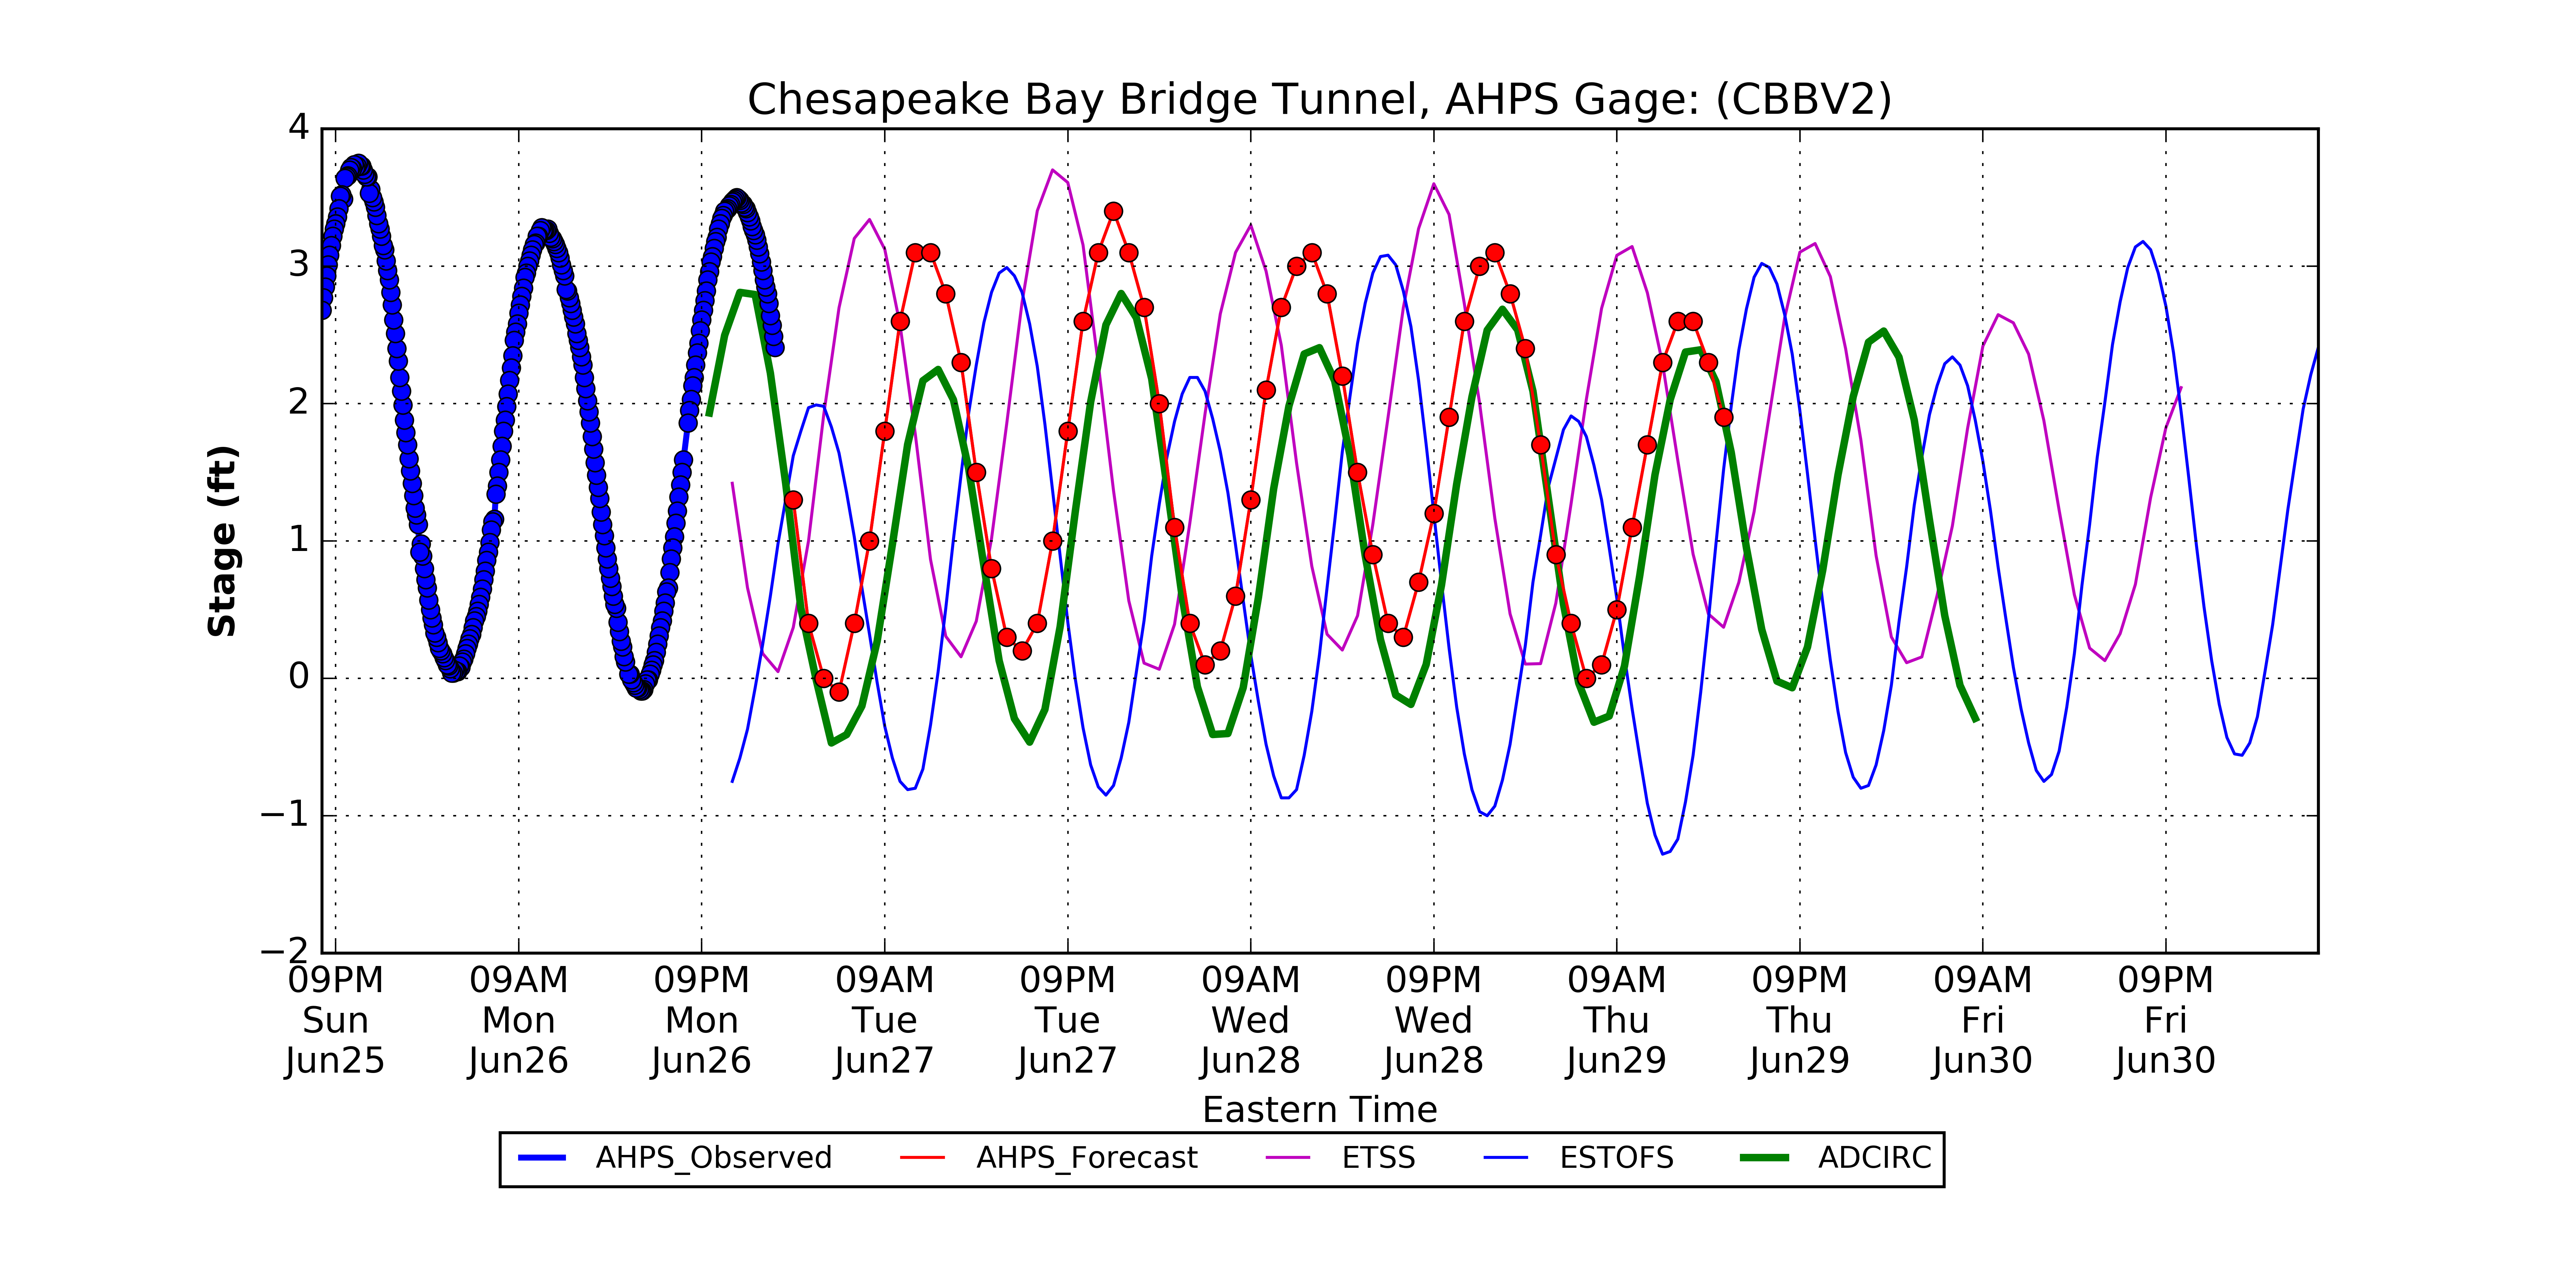 Chesapeake Bay Bridge Tunnel, AHPS Gage: (CBBV2)
4
3
2
1
0
−1
−2
Stage (ft)
09PM 09AM 09PM 09AM 09PM 09AM 09PM 09AM 09PM 09AM 09PM
Sun Mon Mon Tue Tue Wed Wed Thu Thu Fri Fri
Jun25 Jun26 Jun26 Jun27 Jun27 Jun28 Jun28 Jun29 Jun29 Jun30 Jun30
Eastern Time
AHPS_Observed AHPS_Forecast ETSS ESTOFS ADCIRC